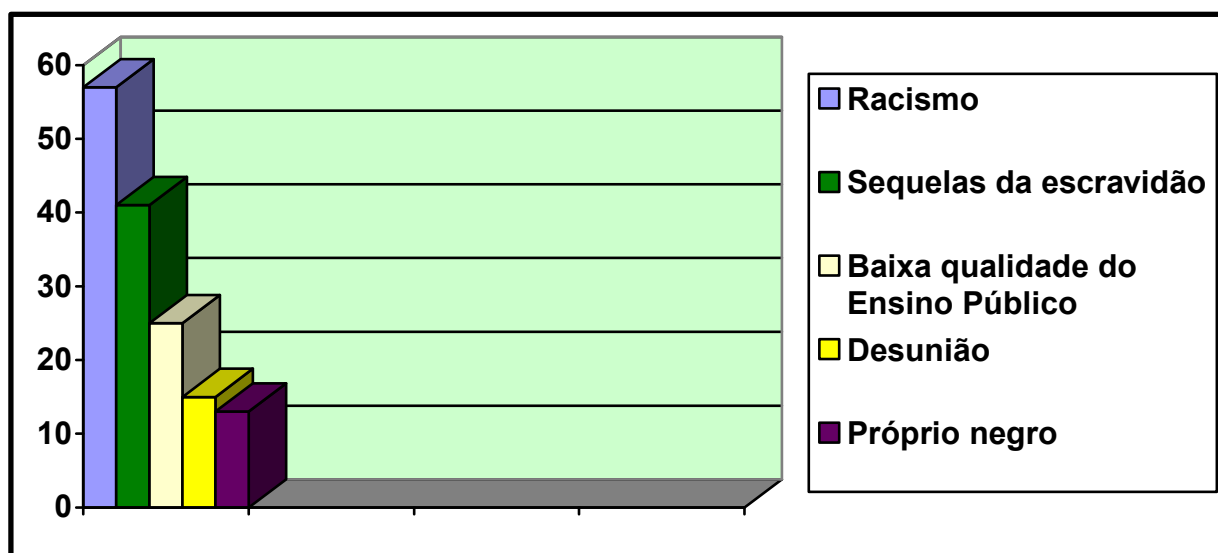 60
50
40
30
20
10
0
Racismo
Sequelas da escravidão
Baixa qualidade do
Ensino Público
Desunião
Próprio negro